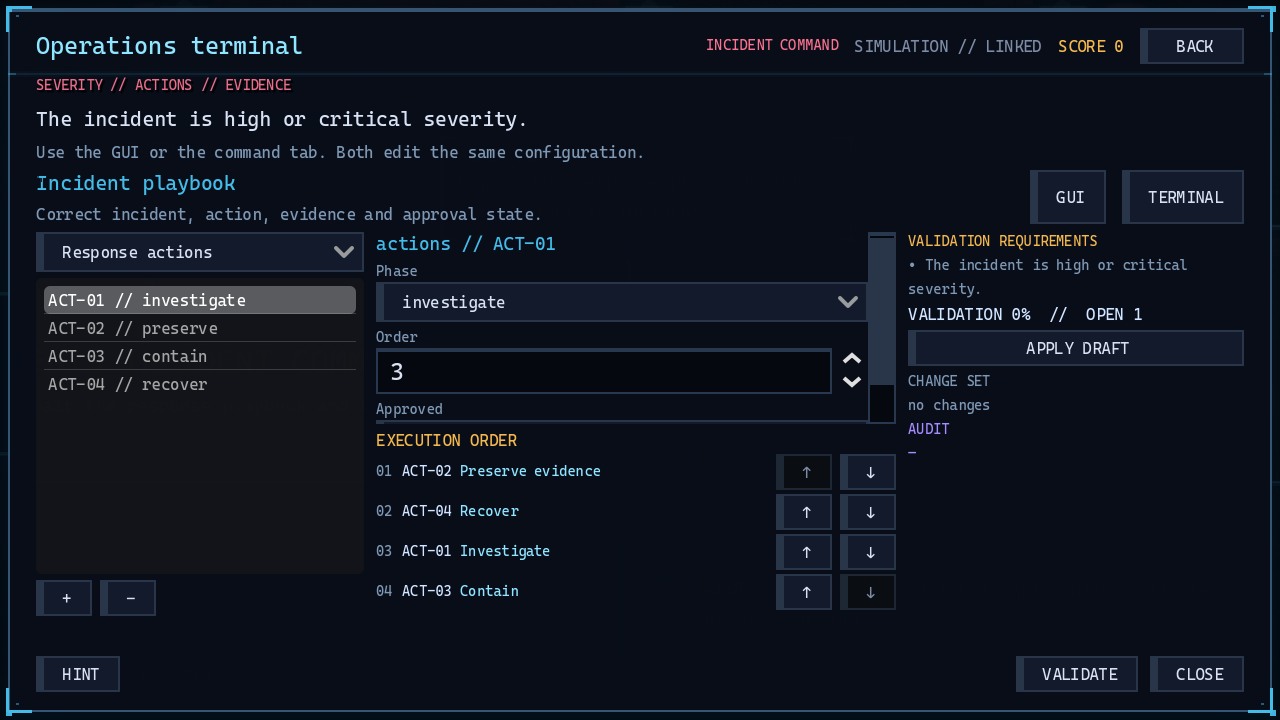 Operations terminal
INCIDENT COMMAND
SIMULATION // LINKED
SCORE 0
BACK
SEVERITY // ACTIONS // EVIDENCE
The incident is high or critical severity.
Use the GUI or the command tab. Both edit the same configuration.
Incident playbook
GUI
TERMINAL
Correct incident, action, evidence and approval state.
Response actions
ACT-01 // investigate
ACT-02 // preserve
ACT-03 // contain
ACT-04 // recover
+
−
actions // ACT-01
Phase
investigate
Order
3
Approved
EXECUTION ORDER
01 ACT-02 Preserve evidence ↑ ↓
02 ACT-04 Recover ↑ ↓
03 ACT-01 Investigate ↑ ↓
04 ACT-03 Contain ↑ ↓
VALIDATION REQUIREMENTS
• The incident is high or critical
severity.
VALIDATION 0% // OPEN 1
APPLY DRAFT
CHANGE SET
no changes
AUDIT
—
HINT
VALIDATE
CLOSE